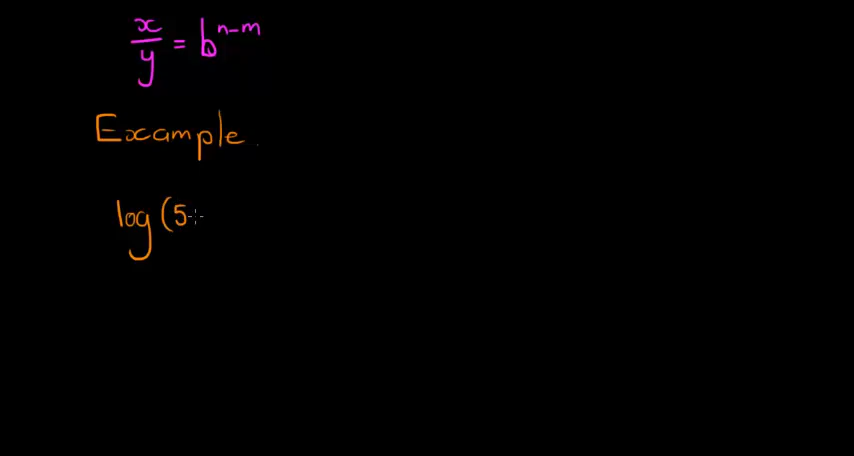 x/y = b^{n-m}
Example.
log (5